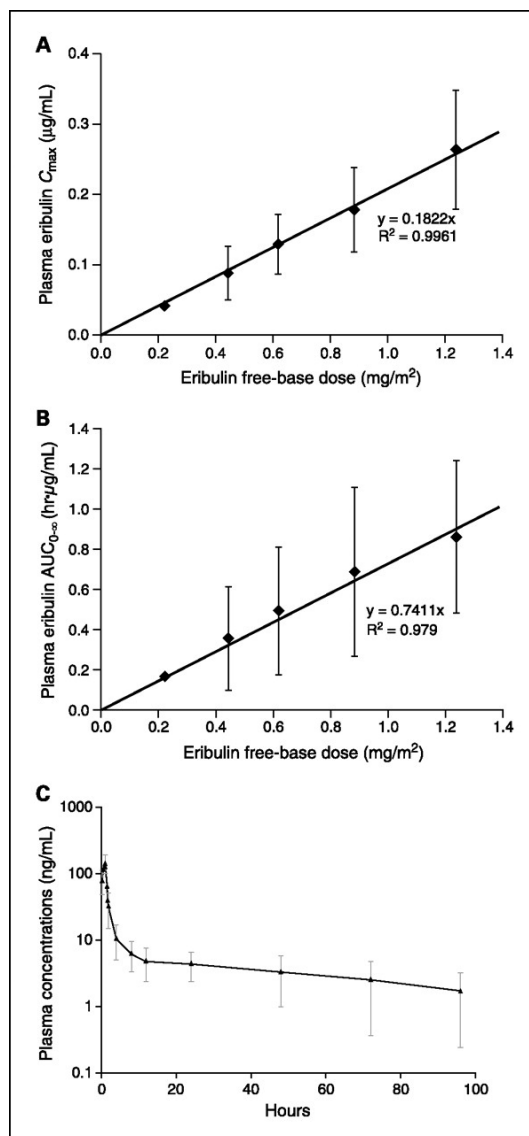 A
Plasma eribulin Cmax (µg/mL)
0.4
0.3
0.2
0.1
0.0
y = 0.1822x
R² = 0.9961
0.0 0.2 0.4 0.6 0.8 1.0 1.2 1.4
Eribulin free-base dose (mg/m²)
B
Plasma eribulin AUC0-∞ (hr·µg/mL)
1.4
1.2
1.0
0.8
0.6
0.4
0.2
0.0
y = 0.7411x
R² = 0.979
0.0 0.2 0.4 0.6 0.8 1.0 1.2 1.4
Eribulin free-base dose (mg/m²)
C
Plasma concentrations (ng/mL)
1000
100
10
1
0.1
0 20 40 60 80 100
Hours